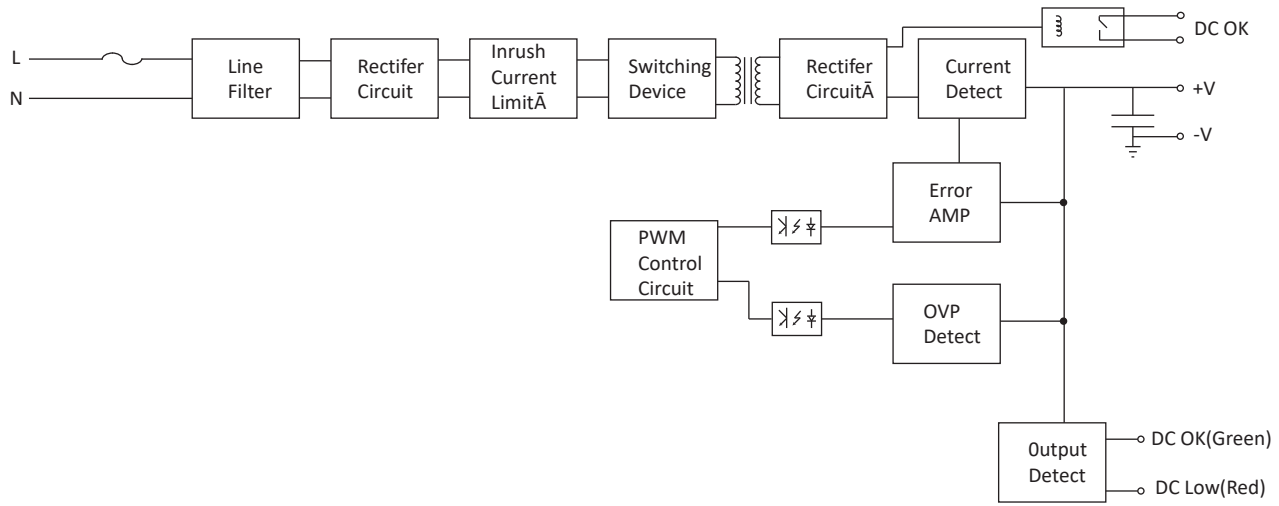 DC OK
L
N
Line
Filter
Rectifer
Circuit
Inrush
Current
LimitĀ
Switching
Device
Rectifer
CircuitĀ
Current
Detect
+V
-V
Error
AMP
PWM
Control
Circuit
OVP
Detect
0utput
Detect
DC OK(Green)
DC Low(Red)